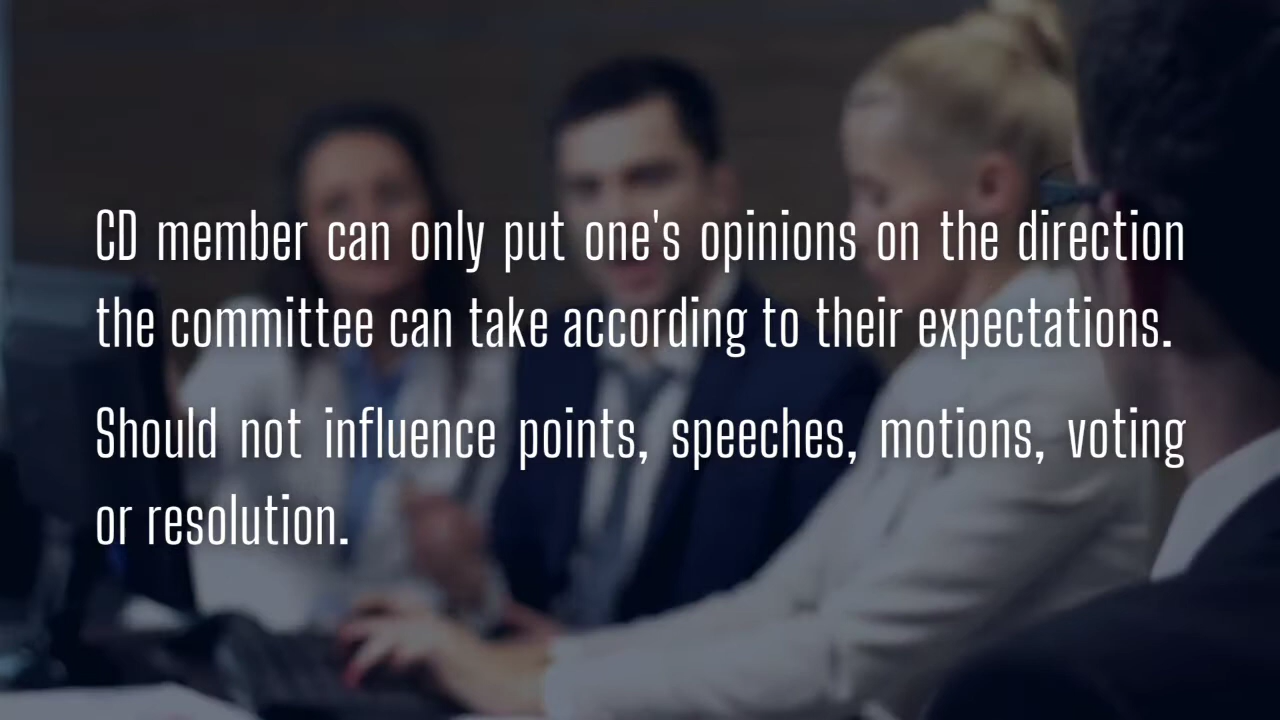 CD member can only put one's opinions on the direction
the committee can take according to their expectations.
Should not influence points, speeches, motions, voting
or resolution.